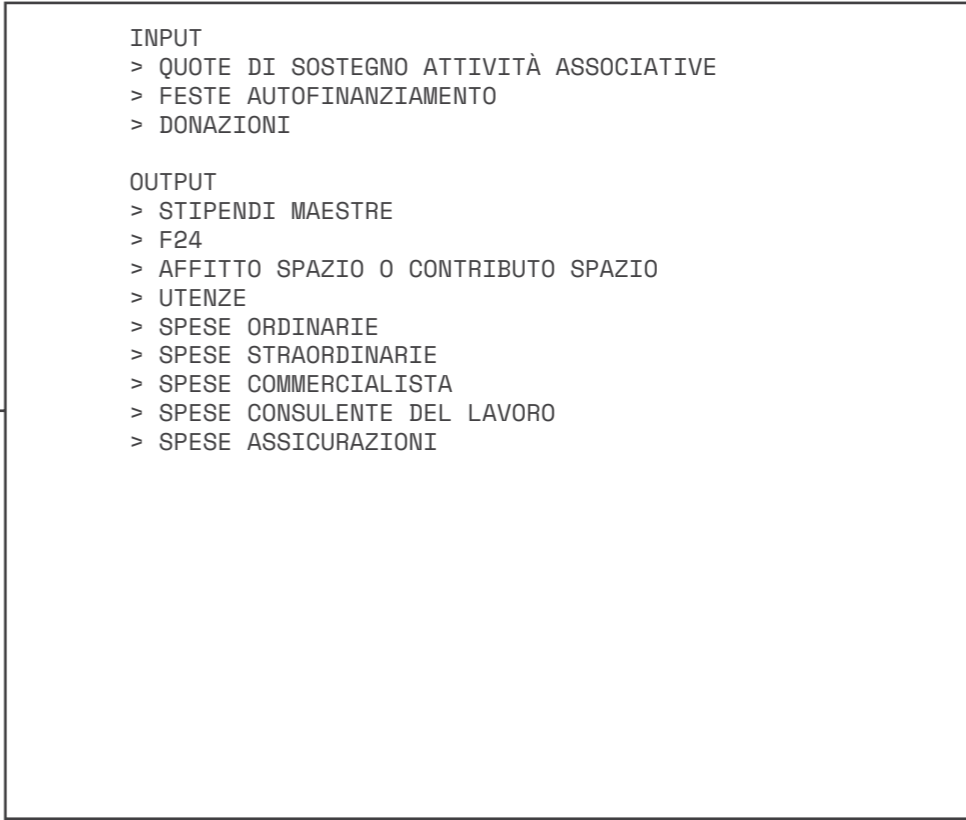 INPUT
> QUOTE DI SOSTEGNO ATTIVITÀ ASSOCIATIVE
> FESTE AUTOFINANZIAMENTO
> DONAZIONI
OUTPUT
> STIPENDI MAESTRE
> F24
> AFFITTO SPAZIO O CONTRIBUTO SPAZIO
> UTENZE
> SPESE ORDINARIE
> SPESE STRAORDINARIE
> SPESE COMMERCIALISTA
> SPESE CONSULENTE DEL LAVORO
> SPESE ASSICURAZIONI